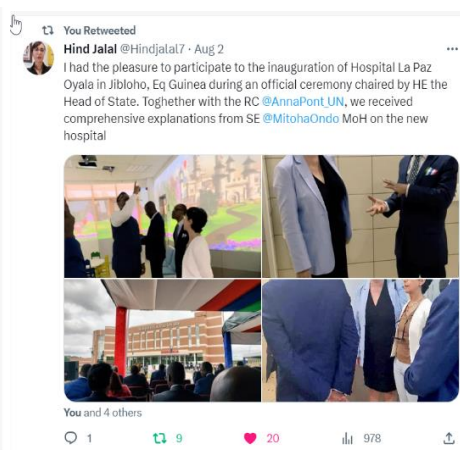 You Retweeted
Hind Jalal @Hindjalal7 · Aug 2
I had the pleasure to participate to the inauguration of Hospital La Paz
Oyala in Jibloho, Eq Guinea during an official ceremony chaired by HE the
Head of State. Toghether with the RC @AnnaPont_UN, we received
comprehensive explanations from SE @MitohaOndo MoH on the new
hospital
You and 4 others
1 9 20 978